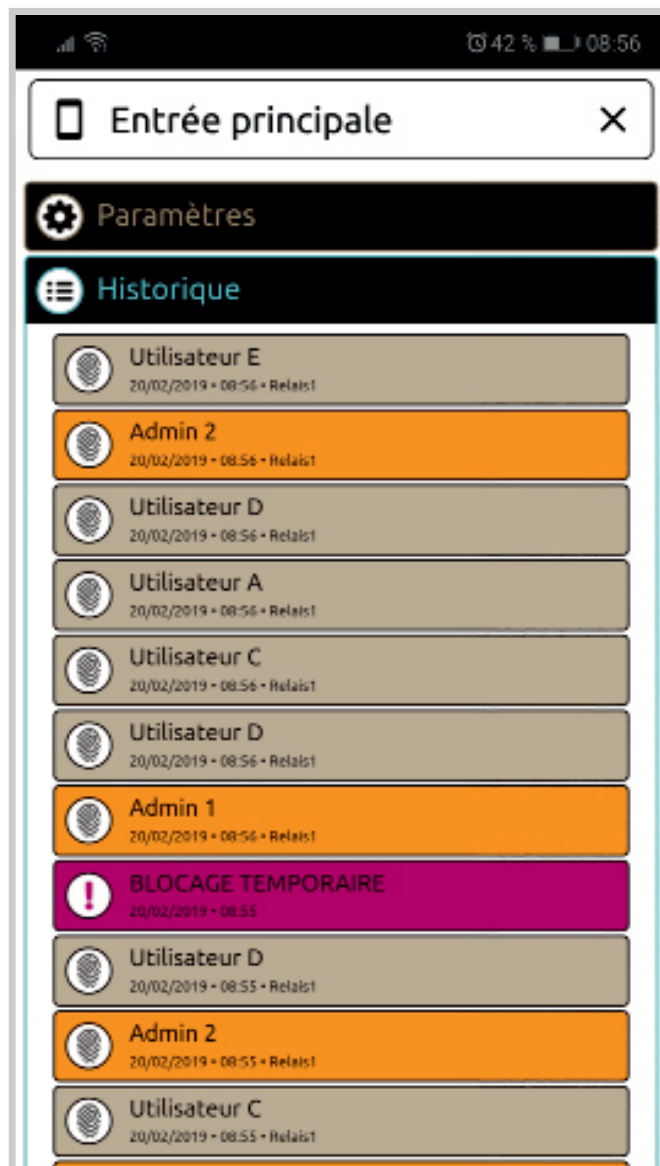 42 % 08:56
Entrée principale
Paramètres
Historique
Utilisateur E
20/02/2019 • 08:56 • Relais1
Admin 2
20/02/2019 • 08:56 • Relais1
Utilisateur D
20/02/2019 • 08:56 • Relais1
Utilisateur A
20/02/2019 • 08:56 • Relais1
Utilisateur C
20/02/2019 • 08:56 • Relais1
Utilisateur D
20/02/2019 • 08:56 • Relais1
Admin 1
20/02/2019 • 08:56 • Relais1
BLOCAGE TEMPORAIRE
20/02/2019 • 08:55
Utilisateur D
20/02/2019 • 08:55 • Relais1
Admin 2
20/02/2019 • 08:55 • Relais1
Utilisateur C
20/02/2019 • 08:55 • Relais1